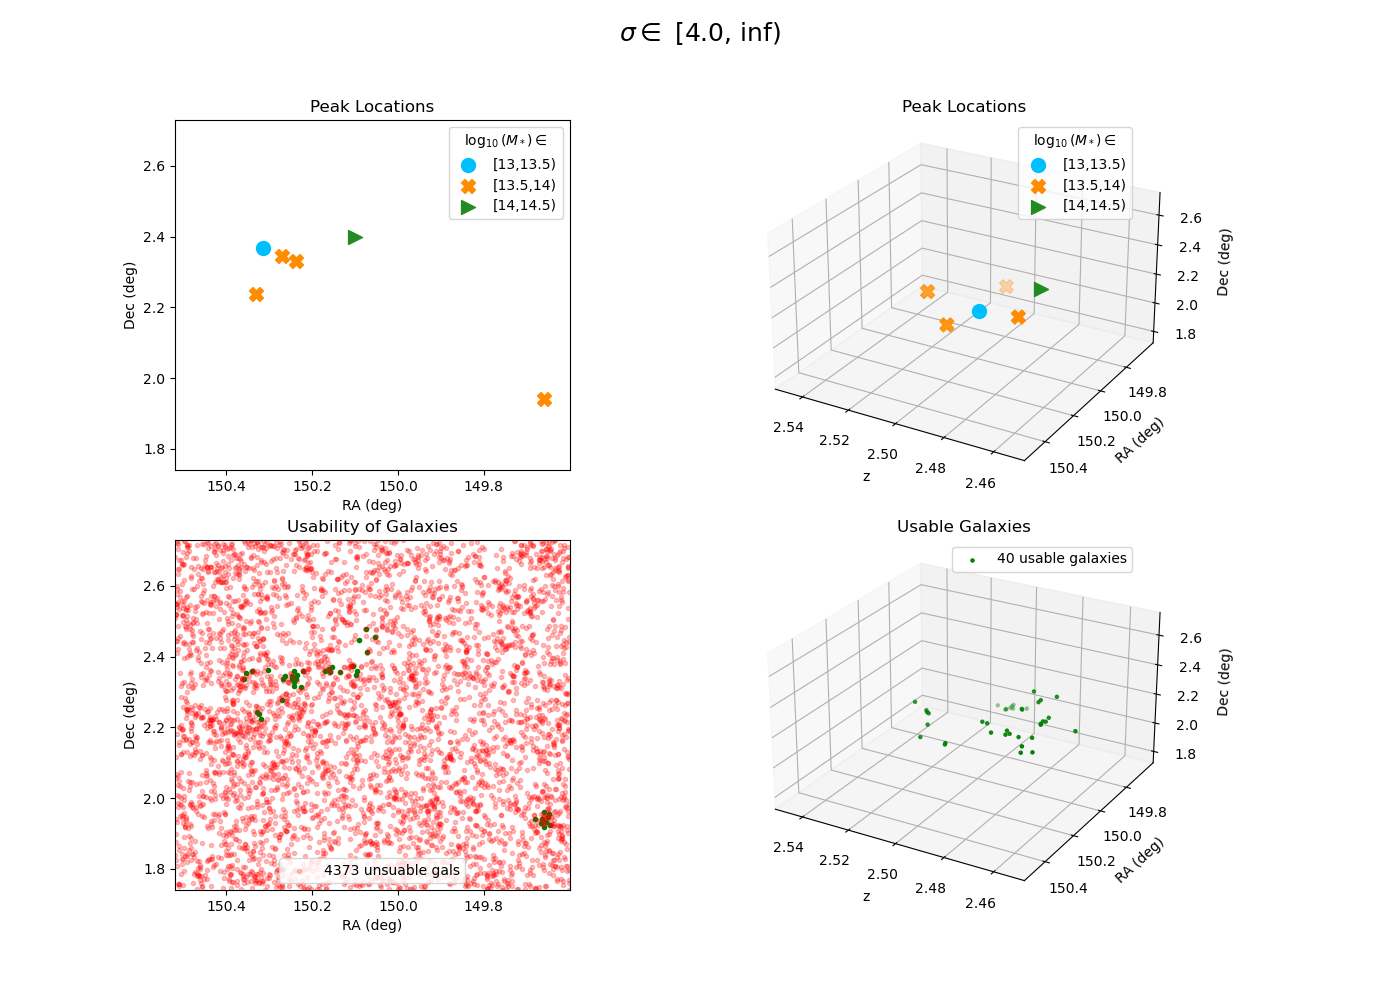 σ ∈ [4.0, inf)
Peak Locations
log₁₀(M*) ∈
[13,13.5)
[13.5,14)
[14,14.5)
2.6
2.4
2.2
2.0
1.8
Dec (deg)
150.4
150.2
150.0
149.8
RA (deg)
Peak Locations
log₁₀(M*) ∈
[13,13.5)
[13.5,14)
[14,14.5)
2.6
2.4
2.2
2.0
1.8
Dec (deg)
149.8
150.0
150.2
150.4
RA (deg)
2.54
2.52
2.50
2.48
2.46
z
Usability of Galaxies
2.6
2.4
2.2
2.0
1.8
Dec (deg)
4373 unsuable gals
150.4
150.2
150.0
149.8
RA (deg)
Usable Galaxies
40 usable galaxies
2.6
2.4
2.2
2.0
1.8
Dec (deg)
149.8
150.0
150.2
150.4
RA (deg)
2.54
2.52
2.50
2.48
2.46
z